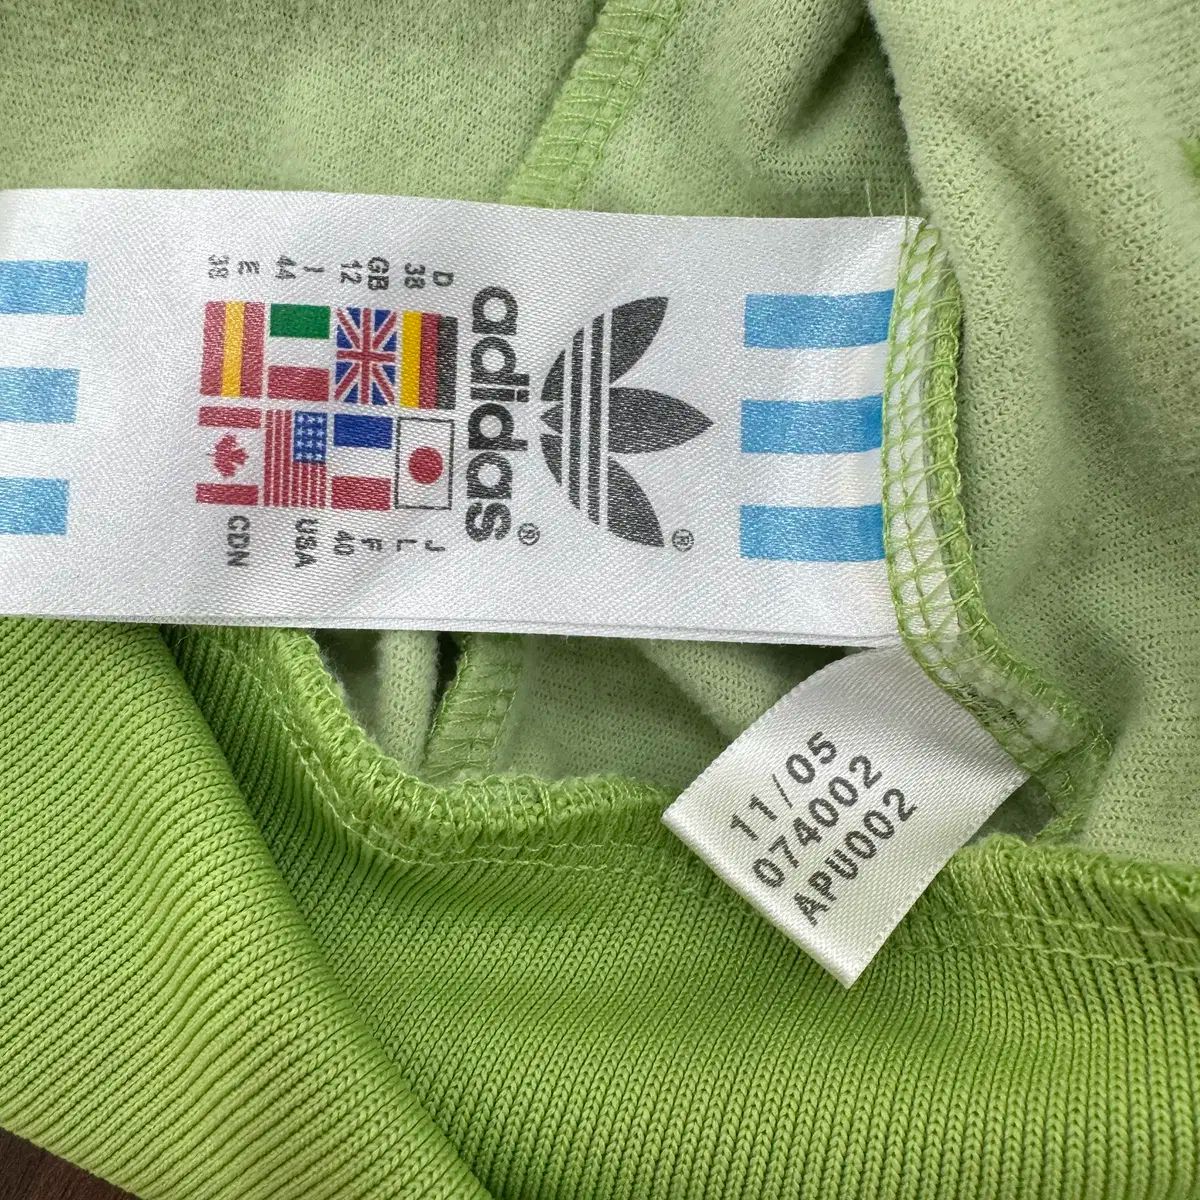 ®
adidas®
D
38
GB
12
I
44
E
38
J
L
F
40
USA
CDN
11/05
074002
APU002